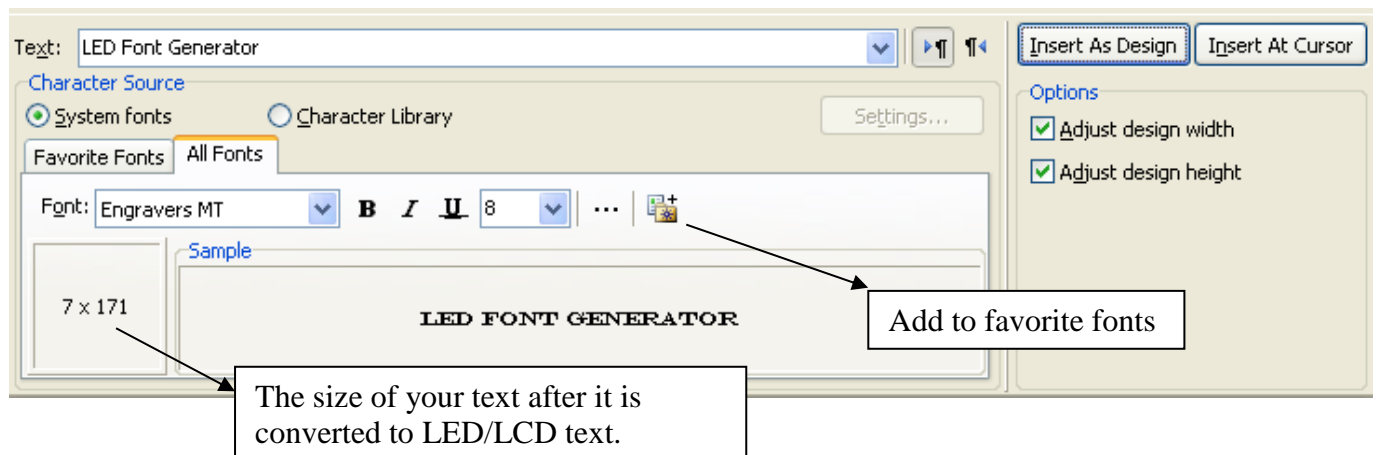 Text: LED Font Generator ¶ ¶ Insert As Design Insert At Cursor
Character Source
Options
System fonts Character Library Settings...
Adjust design width
Favorite Fonts All Fonts
Adjust design height
Font: Engravers MT B I U 8 ...
Sample
7 x 171
LED FONT GENERATOR
Add to favorite fonts
The size of your text after it is
converted to LED/LCD text.